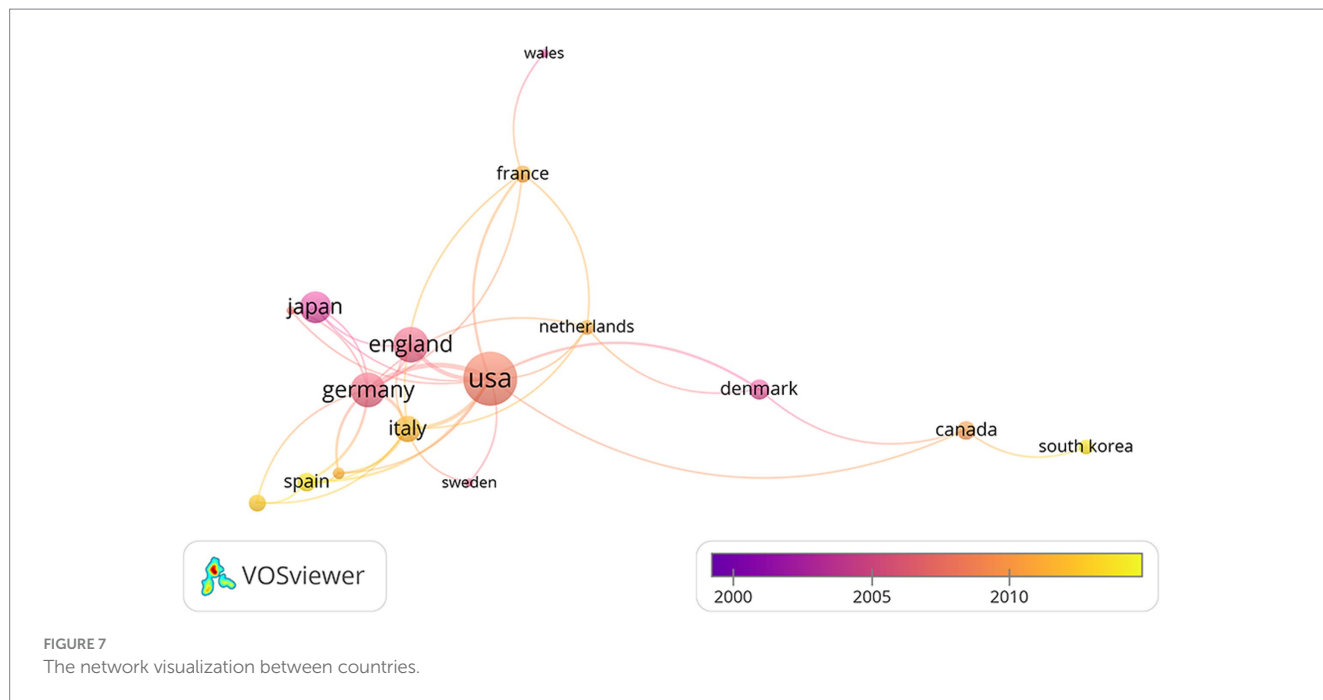 wales
france
japan
netherlands
england
usa
germany
denmark
italy
canada
south korea
spain
sweden
VOSviewer
2000 2005 2010
FIGURE 7
The network visualization between countries.